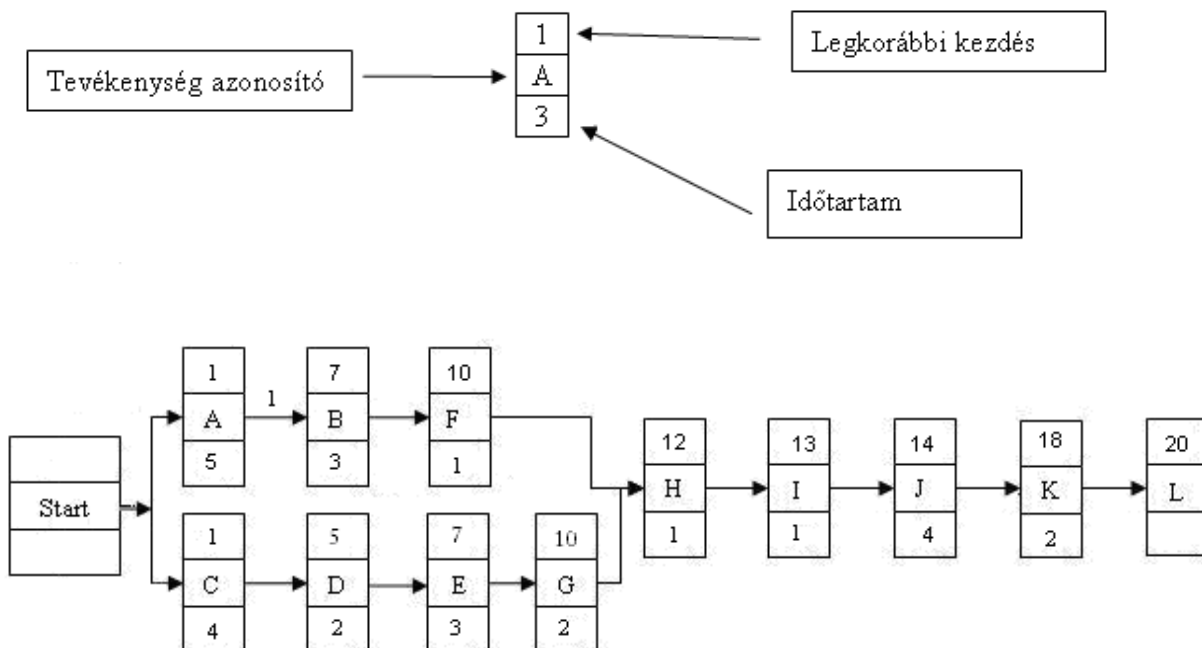 1
Legkorábbi kezdés
Tevékenység azonosító
A
3
Időtartam
1 7 10
1
A B F
5 3 1
12 13 14 18 20
Start
H I J K L
1 1 4 2
1 5 7 10
C D E G
4 2 3 2